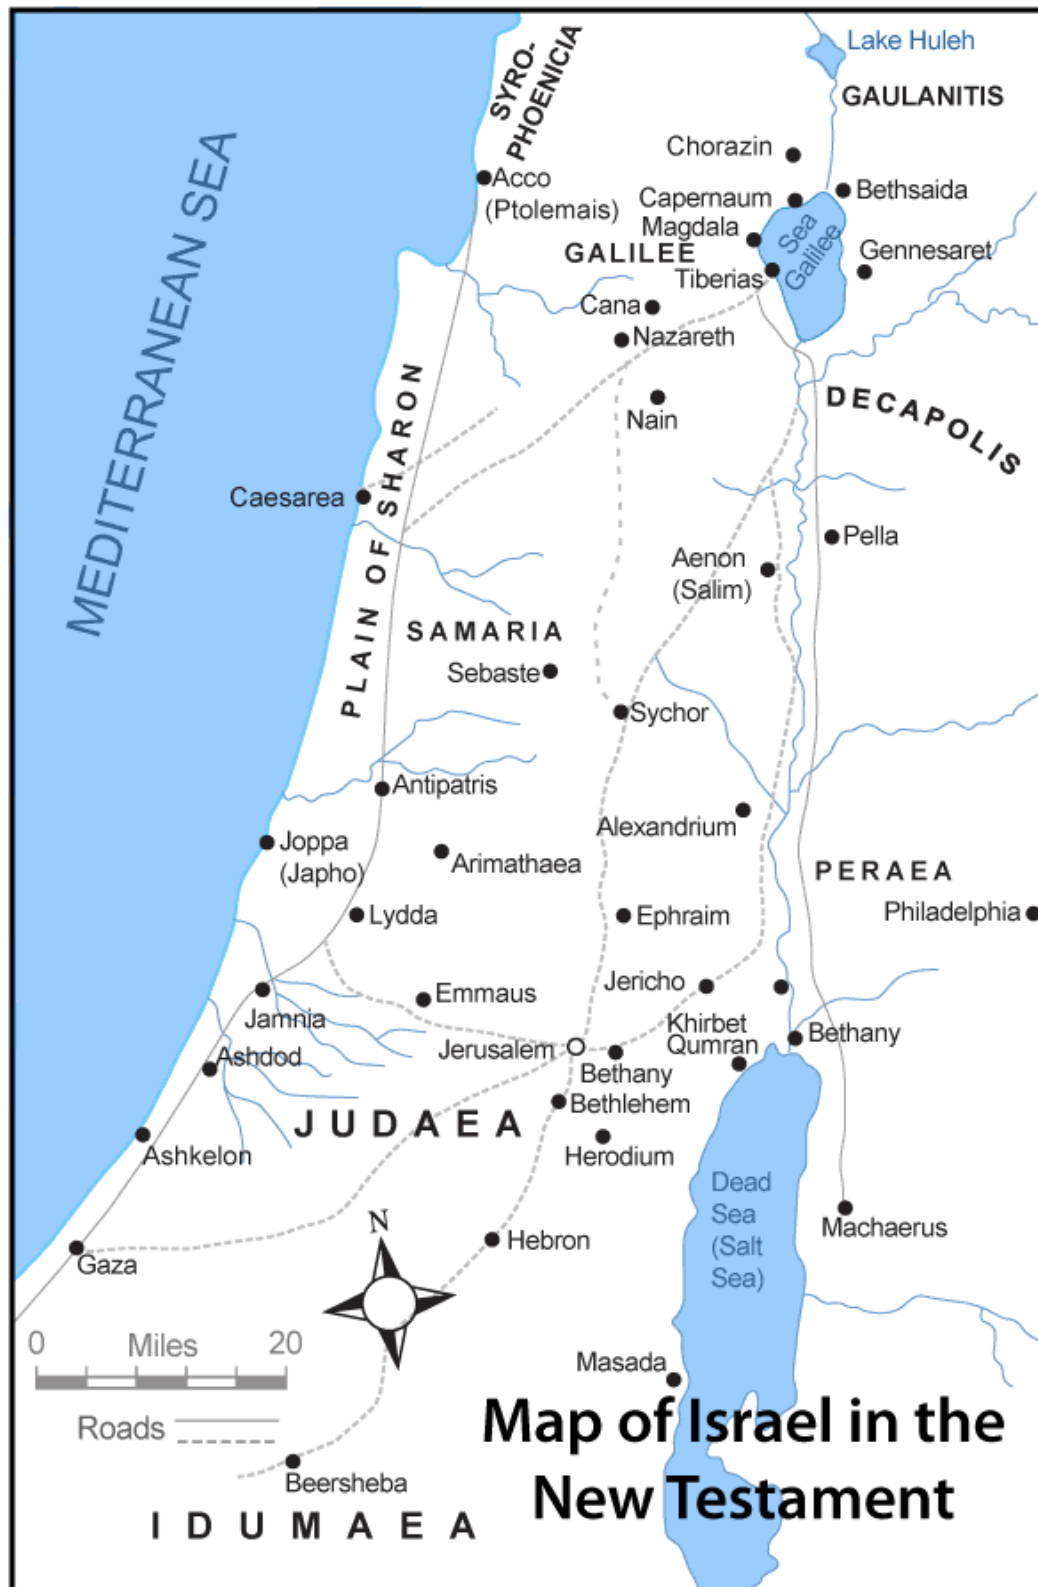 Lake Huleh
SYRO-
PHOENICIA
GAULANITIS
MEDITERRANEAN SEA
Chorazin
Acco
(Ptolemais)
Capernaum
Bethsaida
Magdala
Sea
Galilee
GALILEE
Gennesaret
Tiberias
Cana
Nazareth
DECAPOLIS
Nain
PLAIN OF SHARON
Caesarea
Pella
Aenon
(Salim)
SAMARIA
Sebaste
Sychor
Antipatris
Alexandrium
Joppa
(Japho)
Arimathaea
PERAEA
Lydda
Ephraim
Philadelphia
Jericho
Emmaus
Jamnia
Khirbet
Qumran
Bethany
Jerusalem
Ashdod
Bethany
Bethlehem
JUDAEA
Ashkelon
Herodium
Dead
Sea
(Salt
Sea)
N
Machaerus
Hebron
Gaza
0 Miles 20
Masada
Roads
Map of Israel in the
New Testament
Beersheba
IDUMAEA